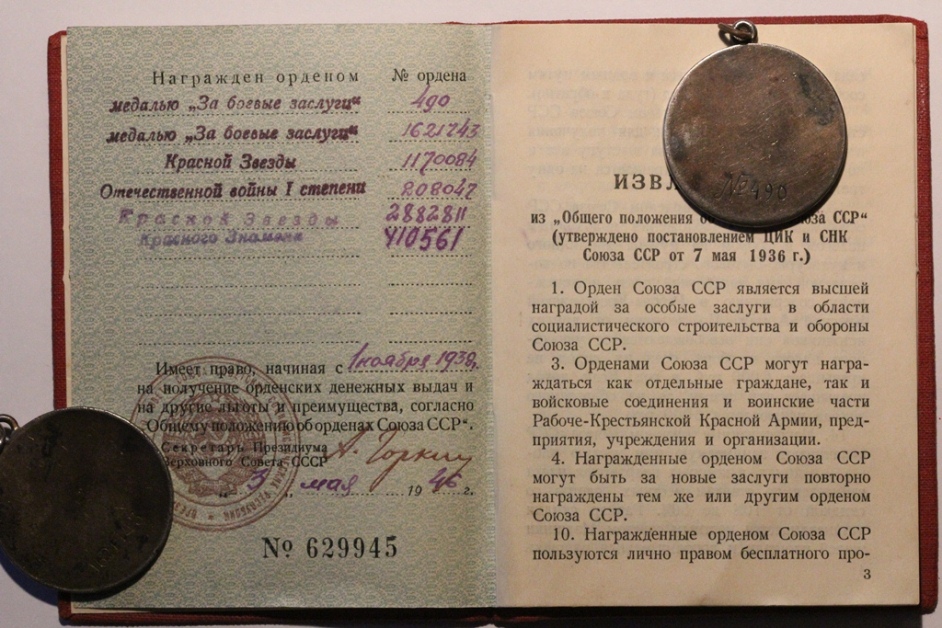 Награжден орденом № ордена
медалью „За боевые заслуги“ 490
медалью „За боевые заслуги“ 1621743
Красной Звезды 1170084
Отечественной войны I степени 208047
Красной Звезды 2882811
Красного Знамени 410561
Имеет право, начиная с 1 ноября 1938г.
на получение орденских денежных выдач и
на другие льготы и преимущества, согласно
„Общему положению об орденах Союза ССР“.
Секретарь Президиума
Верховного Совета СССР А. Горкин
„3“ мая 1946 г.
№ 629945
№490
ИЗВЛ
из „Общего положения об Союза ССР“
(утверждено постановлением ЦИК и СНК
Союза ССР от 7 мая 1936 г.)
1. Орден Союза ССР является высшей
наградой за особые заслуги в области
социалистического строительства и обороны
Союза ССР.
3. Орденами Союза ССР могут награ-
ждаться как отдельные граждане, так и
войсковые соединения и воинские части
Рабоче-Крестьянской Красной Армии, пред-
приятия, учреждения и организации.
4. Награжденные орденом Союза ССР
могут быть за новые заслуги повторно
награждены тем же или другим орденом
Союза ССР.
10. Награжденные орденом Союза ССР
пользуются лично правом бесплатного про-
3